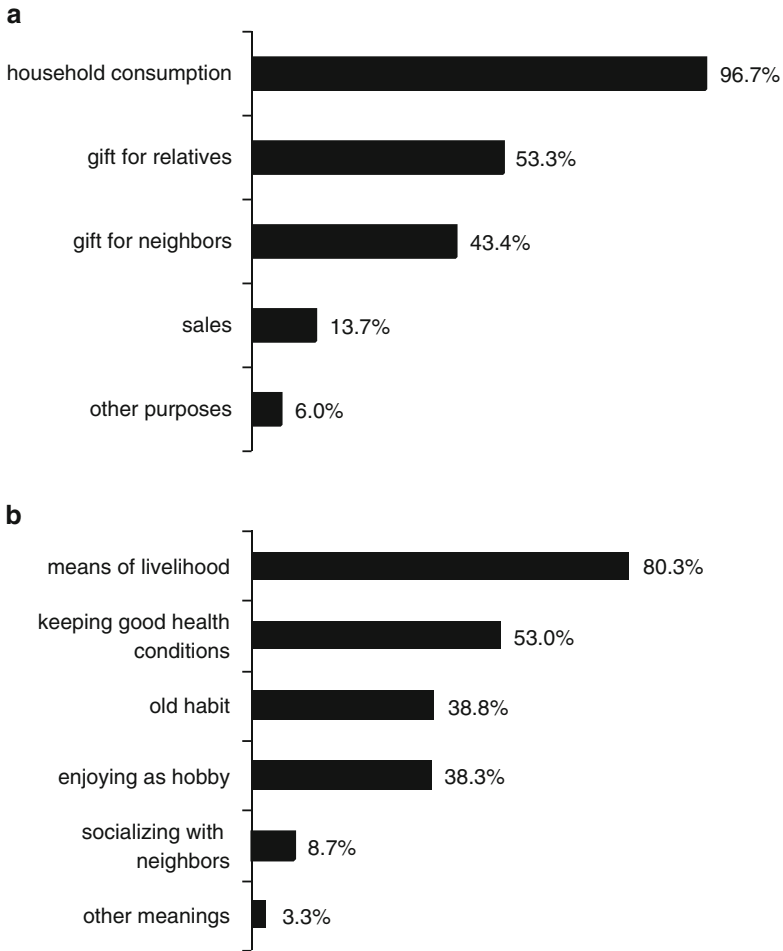 a
household consumption 96.7%
gift for relatives 53.3%
gift for neighbors 43.4%
sales 13.7%
other purposes 6.0%
b
means of livelihood 80.3%
keeping good health
conditions 53.0%
old habit 38.8%
enjoying as hobby 38.3%
socializing with
neighbors 8.7%
other meanings 3.3%